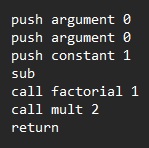 push argument 0
push argument 0
push constant 1
sub
call factorial 1
call mult 2
return